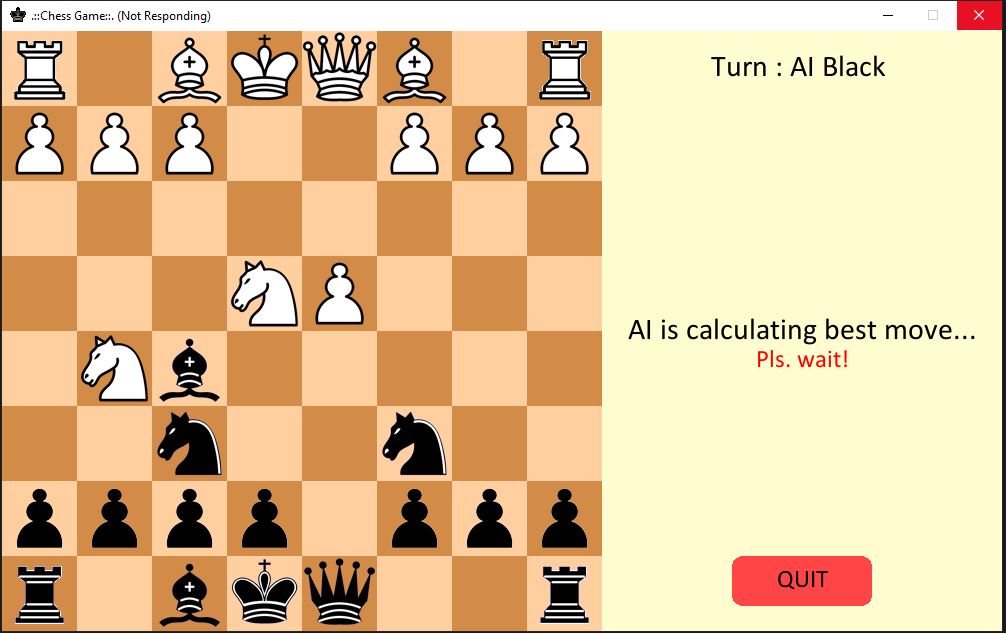 .::Chess Game::. (Not Responding)
Turn : AI Black
AI is calculating best move...
Pls. wait!
QUIT